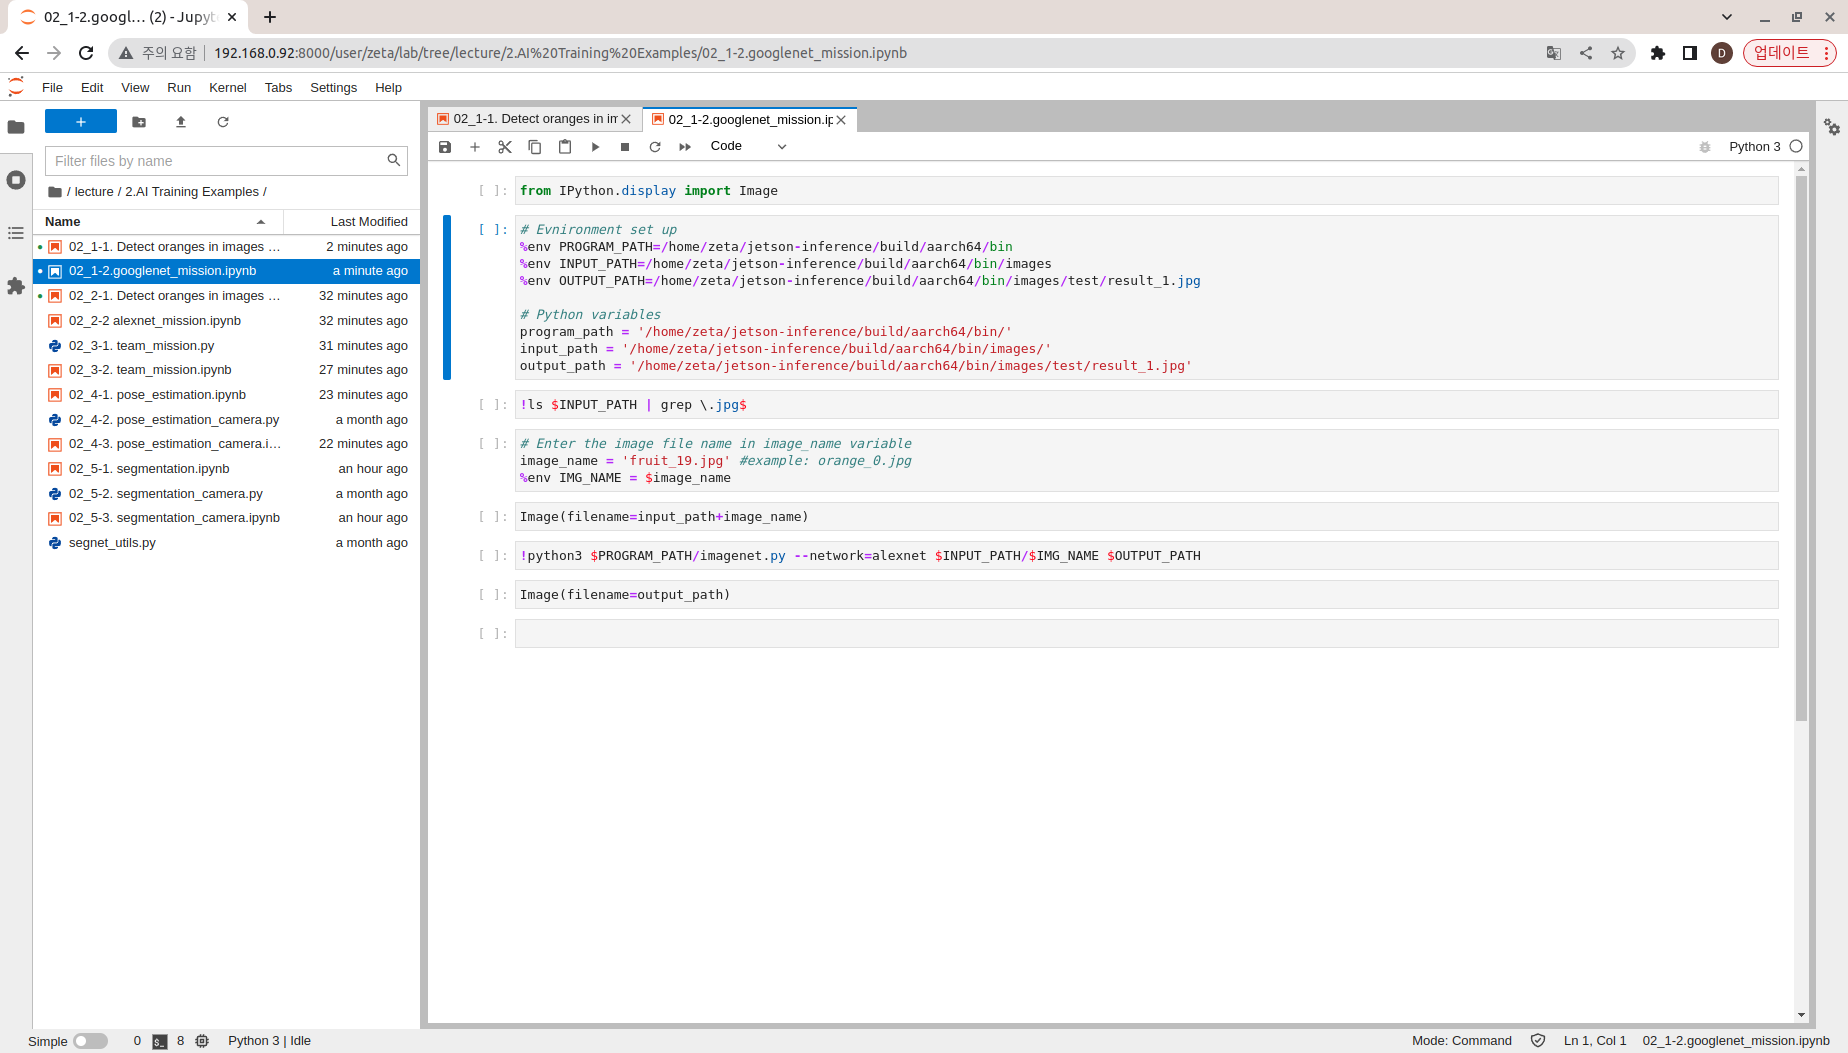 02_1-2.googl… (2) - Jupyt
주의 요함
192.168.0.92:8000/user/zeta/lab/tree/lecture/2.AI%20Training%20Examples/02_1-2.googlenet_mission.ipynb
D
업데이트
File Edit View Run Kernel Tabs Settings Help
Filter files by name
/ lecture / 2.AI Training Examples /
Name Last Modified
02_1-1. Detect oranges in images … 2 minutes ago
02_1-2.googlenet_mission.ipynb a minute ago
02_2-1. Detect oranges in images … 32 minutes ago
02_2-2 alexnet_mission.ipynb 32 minutes ago
02_3-1. team_mission.py 31 minutes ago
02_3-2. team_mission.ipynb 27 minutes ago
02_4-1. pose_estimation.ipynb 23 minutes ago
02_4-2. pose_estimation_camera.py a month ago
02_4-3. pose_estimation_camera.i… 22 minutes ago
02_5-1. segmentation.ipynb an hour ago
02_5-2. segmentation_camera.py a month ago
02_5-3. segmentation_camera.ipynb an hour ago
segnet_utils.py a month ago
02_1-1. Detect oranges in im
02_1-2.googlenet_mission.ip
Code
Python 3
[ ]: from IPython.display import Image
[ ]: # Evnironment set up
%env PROGRAM_PATH=/home/zeta/jetson-inference/build/aarch64/bin
%env INPUT_PATH=/home/zeta/jetson-inference/build/aarch64/bin/images
%env OUTPUT_PATH=/home/zeta/jetson-inference/build/aarch64/bin/images/test/result_1.jpg
# Python variables
program_path = '/home/zeta/jetson-inference/build/aarch64/bin/'
input_path = '/home/zeta/jetson-inference/build/aarch64/bin/images/'
output_path = '/home/zeta/jetson-inference/build/aarch64/bin/images/test/result_1.jpg'
[ ]: !ls $INPUT_PATH | grep \.jpg$
[ ]: # Enter the image file name in image_name variable
image_name = 'fruit_19.jpg' #example: orange_0.jpg
%env IMG_NAME = $image_name
[ ]: Image(filename=input_path+image_name)
[ ]: !python3 $PROGRAM_PATH/imagenet.py --network=alexnet $INPUT_PATH/$IMG_NAME $OUTPUT_PATH
[ ]: Image(filename=output_path)
[ ]:
Simple 0 8 Python 3 | Idle
Mode: Command Ln 1, Col 1 02_1-2.googlenet_mission.ipynb